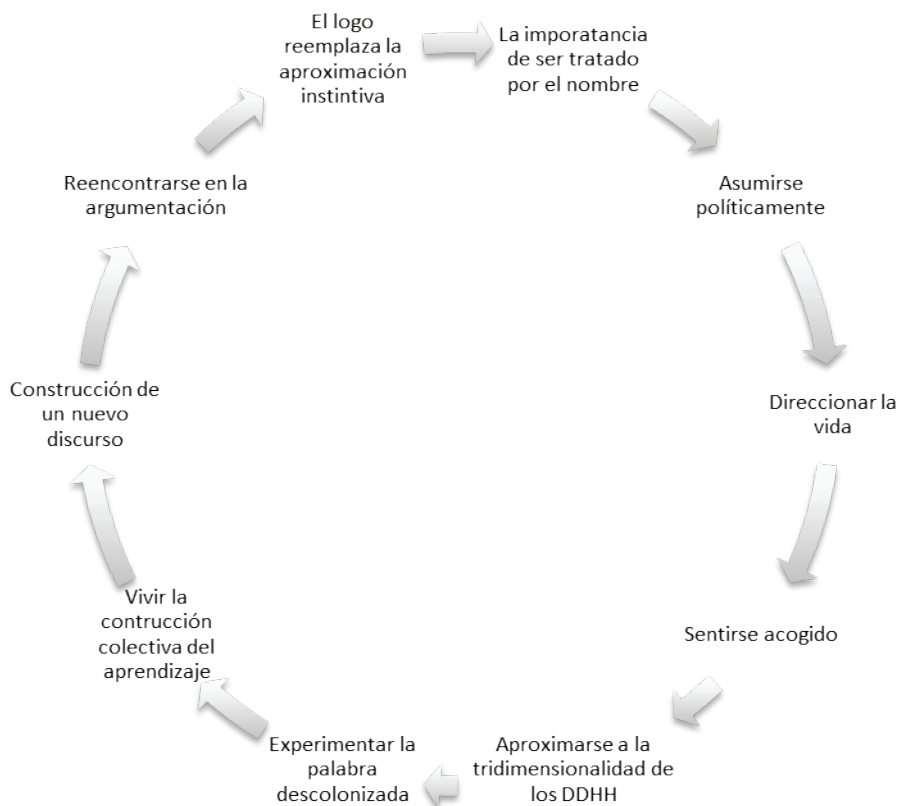 El logo
reemplaza la
aproximación
instintiva
La imporatancia
de ser tratado
por el nombre
Asumirse
políticamente
Direccionar la
vida
Sentirse acogido
Aproximarse a la
tridimensionalidad de
los DDHH
Experimentar la
palabra
descolonizada
Vivir la
contrucción
colectiva del
aprendizaje
Construcción de
un nuevo
discurso
Reencontrarse en la
argumentación